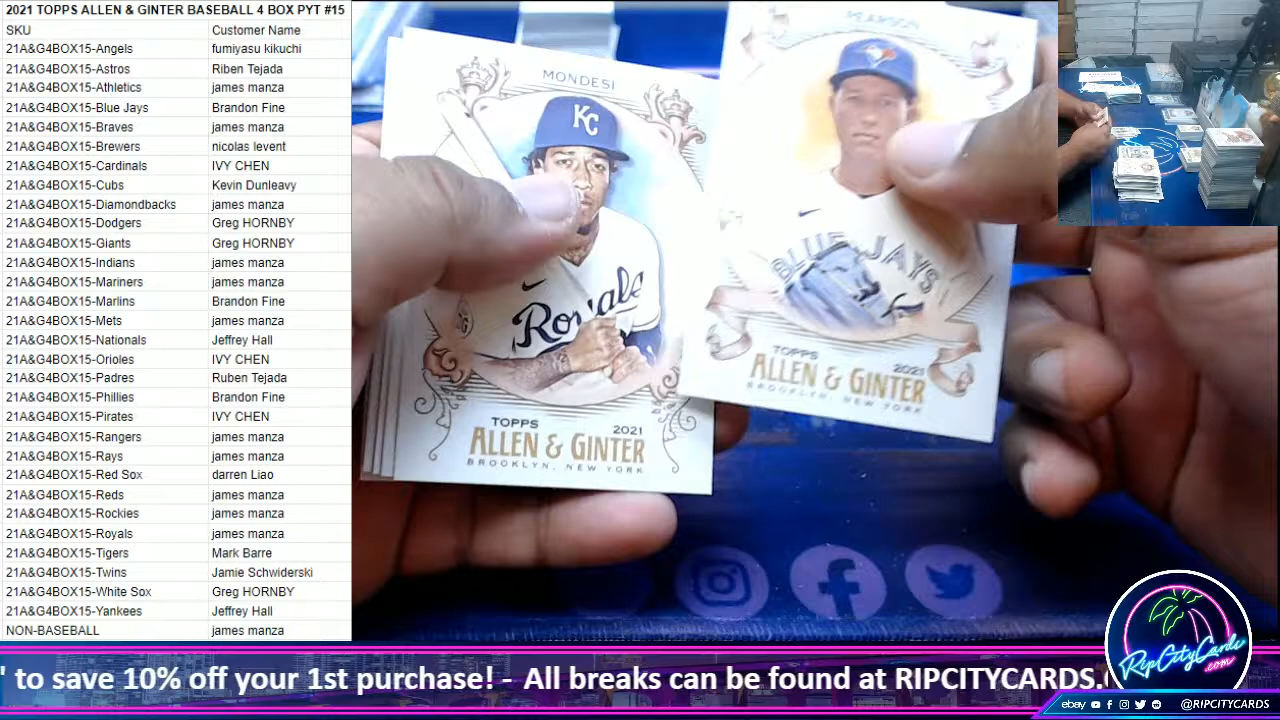 2021 TOPPS ALLEN & GINTER BASEBALL 4 BOX PYT #15
SKU Customer Name
21A&G4BOX15-Angels fumiyasu kikuchi
21A&G4BOX15-Astros Riben Tejada
21A&G4BOX15-Athletics james manza
21A&G4BOX15-Blue Jays Brandon Fine
21A&G4BOX15-Braves james manza
21A&G4BOX15-Brewers nicolas levent
21A&G4BOX15-Cardinals IVY CHEN
21A&G4BOX15-Cubs Kevin Dunleavy
21A&G4BOX15-Diamondbacks james manza
21A&G4BOX15-Dodgers Greg HORNBY
21A&G4BOX15-Giants Greg HORNBY
21A&G4BOX15-Indians james manza
21A&G4BOX15-Mariners james manza
21A&G4BOX15-Marlins Brandon Fine
21A&G4BOX15-Mets james manza
21A&G4BOX15-Nationals Jeffrey Hall
21A&G4BOX15-Orioles IVY CHEN
21A&G4BOX15-Padres Ruben Tejada
21A&G4BOX15-Phillies Brandon Fine
21A&G4BOX15-Pirates IVY CHEN
21A&G4BOX15-Rangers james manza
21A&G4BOX15-Rays james manza
21A&G4BOX15-Red Sox darren Liao
21A&G4BOX15-Reds james manza
21A&G4BOX15-Rockies james manza
21A&G4BOX15-Royals james manza
21A&G4BOX15-Tigers Mark Barre
21A&G4BOX15-Twins Jamie Schwiderski
21A&G4BOX15-White Sox Greg HORNBY
21A&G4BOX15-Yankees Jeffrey Hall
NON-BASEBALL james manza
MONDESI
KC
Royals
TOPPS 2021
ALLEN & GINTER
BROOKLYN, NEW YORK
PEARSON
BLUE JAYS
TOPPS 2021
ALLEN & GINTER
BROOKLYN, NEW YORK
RipCityCards
.com
' to save 10% off your 1st purchase! - All breaks can be found at RIPCITYCARDS.
ebay @RIPCITYCARDS